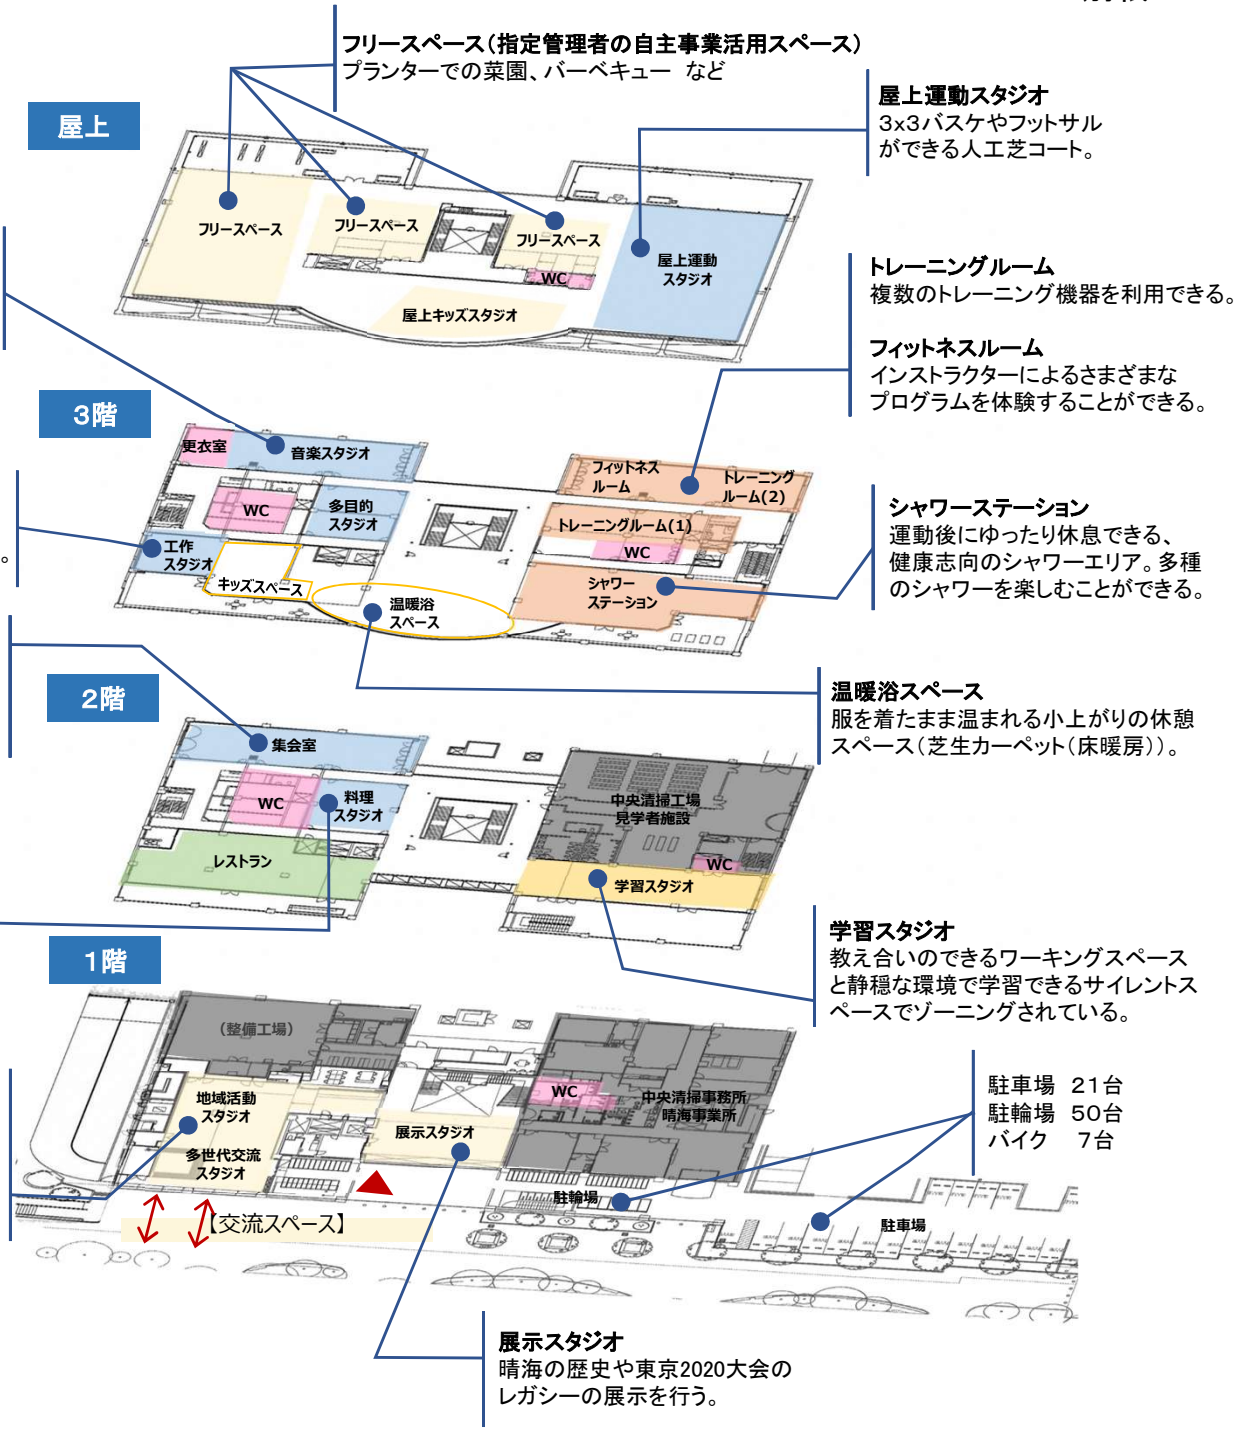 フリースペース（指定管理者の自主事業活用スペース）
プランターでの菜園、バーベキュー など
屋上運動スタジオ
3x3バスケやフットサル
ができる人工芝コート。
屋上
フリースペース
フリースペース
フリースペース
WC
屋上運動
スタジオ
屋上キッズスタジオ
トレーニングルーム
複数のトレーニング機器を利用できる。
フィットネスルーム
インストラクターによるさまざまな
プログラムを体験することができる。
3階
更衣室
音楽スタジオ
フィットネス
ルーム
トレーニング
ルーム(2)
WC
多目的
スタジオ
トレーニングルーム(1)
WC
工作
スタジオ
。
キッズスペース
温暖浴
スペース
シャワー
ステーション
シャワーステーション
運動後にゆったり休息できる、
健康志向のシャワーエリア。多種
のシャワーを楽しむことができる。
温暖浴スペース
服を着たまま温まれる小上がりの休憩
スペース（芝生カーペット（床暖房））。
2階
集会室
WC
料理
スタジオ
レストラン
中央清掃工場
見学者施設
WC
学習スタジオ
学習スタジオ
教え合いのできるワーキングスペース
と静穏な環境で学習できるサイレントス
ペースでゾーニングされている。
1階
（整備工場）
地域活動
スタジオ
多世代交流
スタジオ
展示スタジオ
WC
中央清掃事務所
晴海事業所
駐輪場
駐車場
【交流スペース】
駐車場 21台
駐輪場 50台
バイク 7台
展示スタジオ
晴海の歴史や東京2020大会の
レガシーの展示を行う。